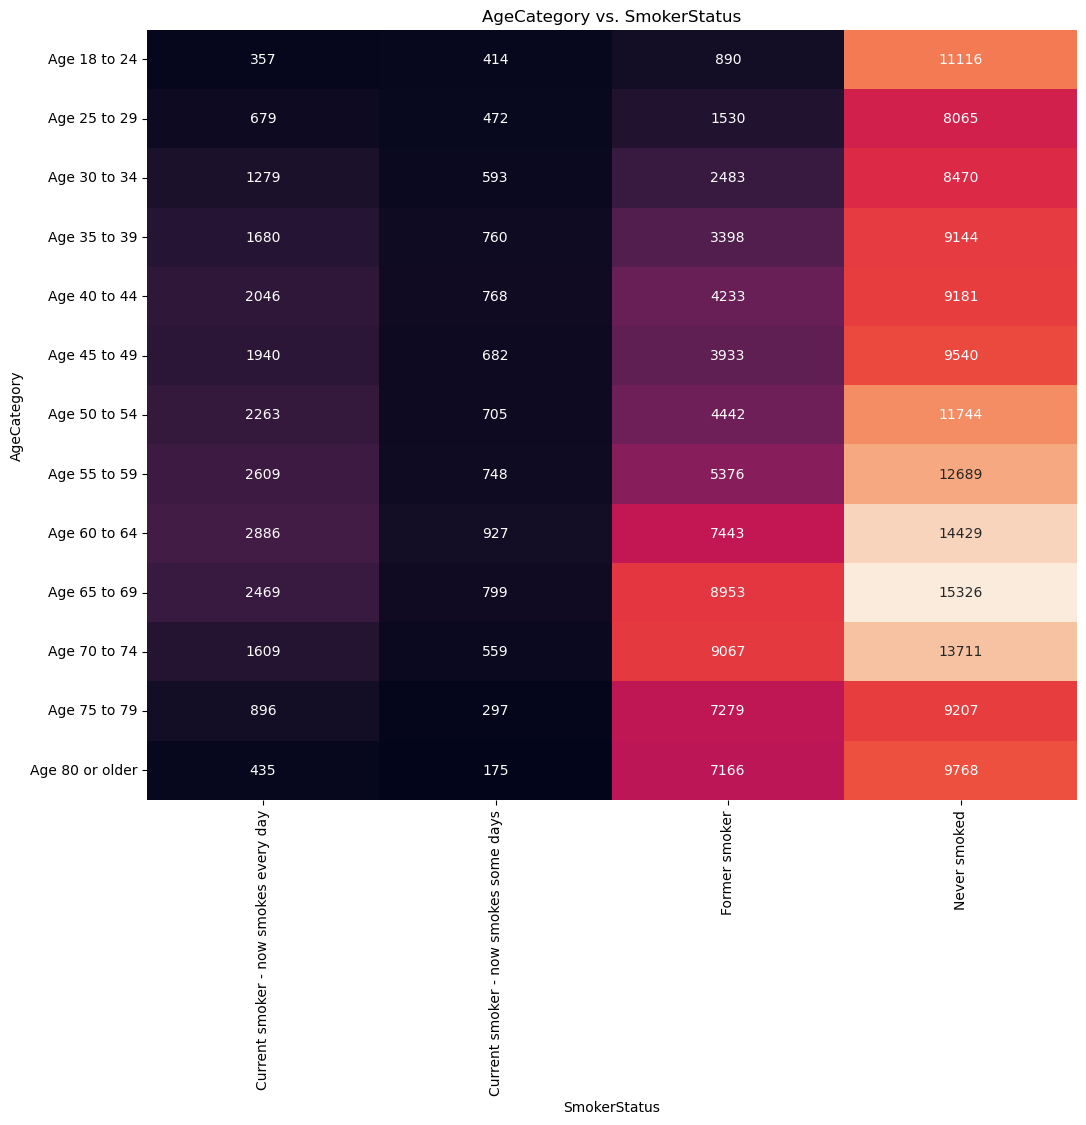 AgeCategory vs. SmokerStatus
AgeCategory
Age 18 to 24 357 414 890 11116
Age 25 to 29 679 472 1530 8065
Age 30 to 34 1279 593 2483 8470
Age 35 to 39 1680 760 3398 9144
Age 40 to 44 2046 768 4233 9181
Age 45 to 49 1940 682 3933 9540
Age 50 to 54 2263 705 4442 11744
Age 55 to 59 2609 748 5376 12689
Age 60 to 64 2886 927 7443 14429
Age 65 to 69 2469 799 8953 15326
Age 70 to 74 1609 559 9067 13711
Age 75 to 79 896 297 7279 9207
Age 80 or older 435 175 7166 9768
Current smoker - now smokes every day
Current smoker - now smokes some days
Former smoker
Never smoked
SmokerStatus